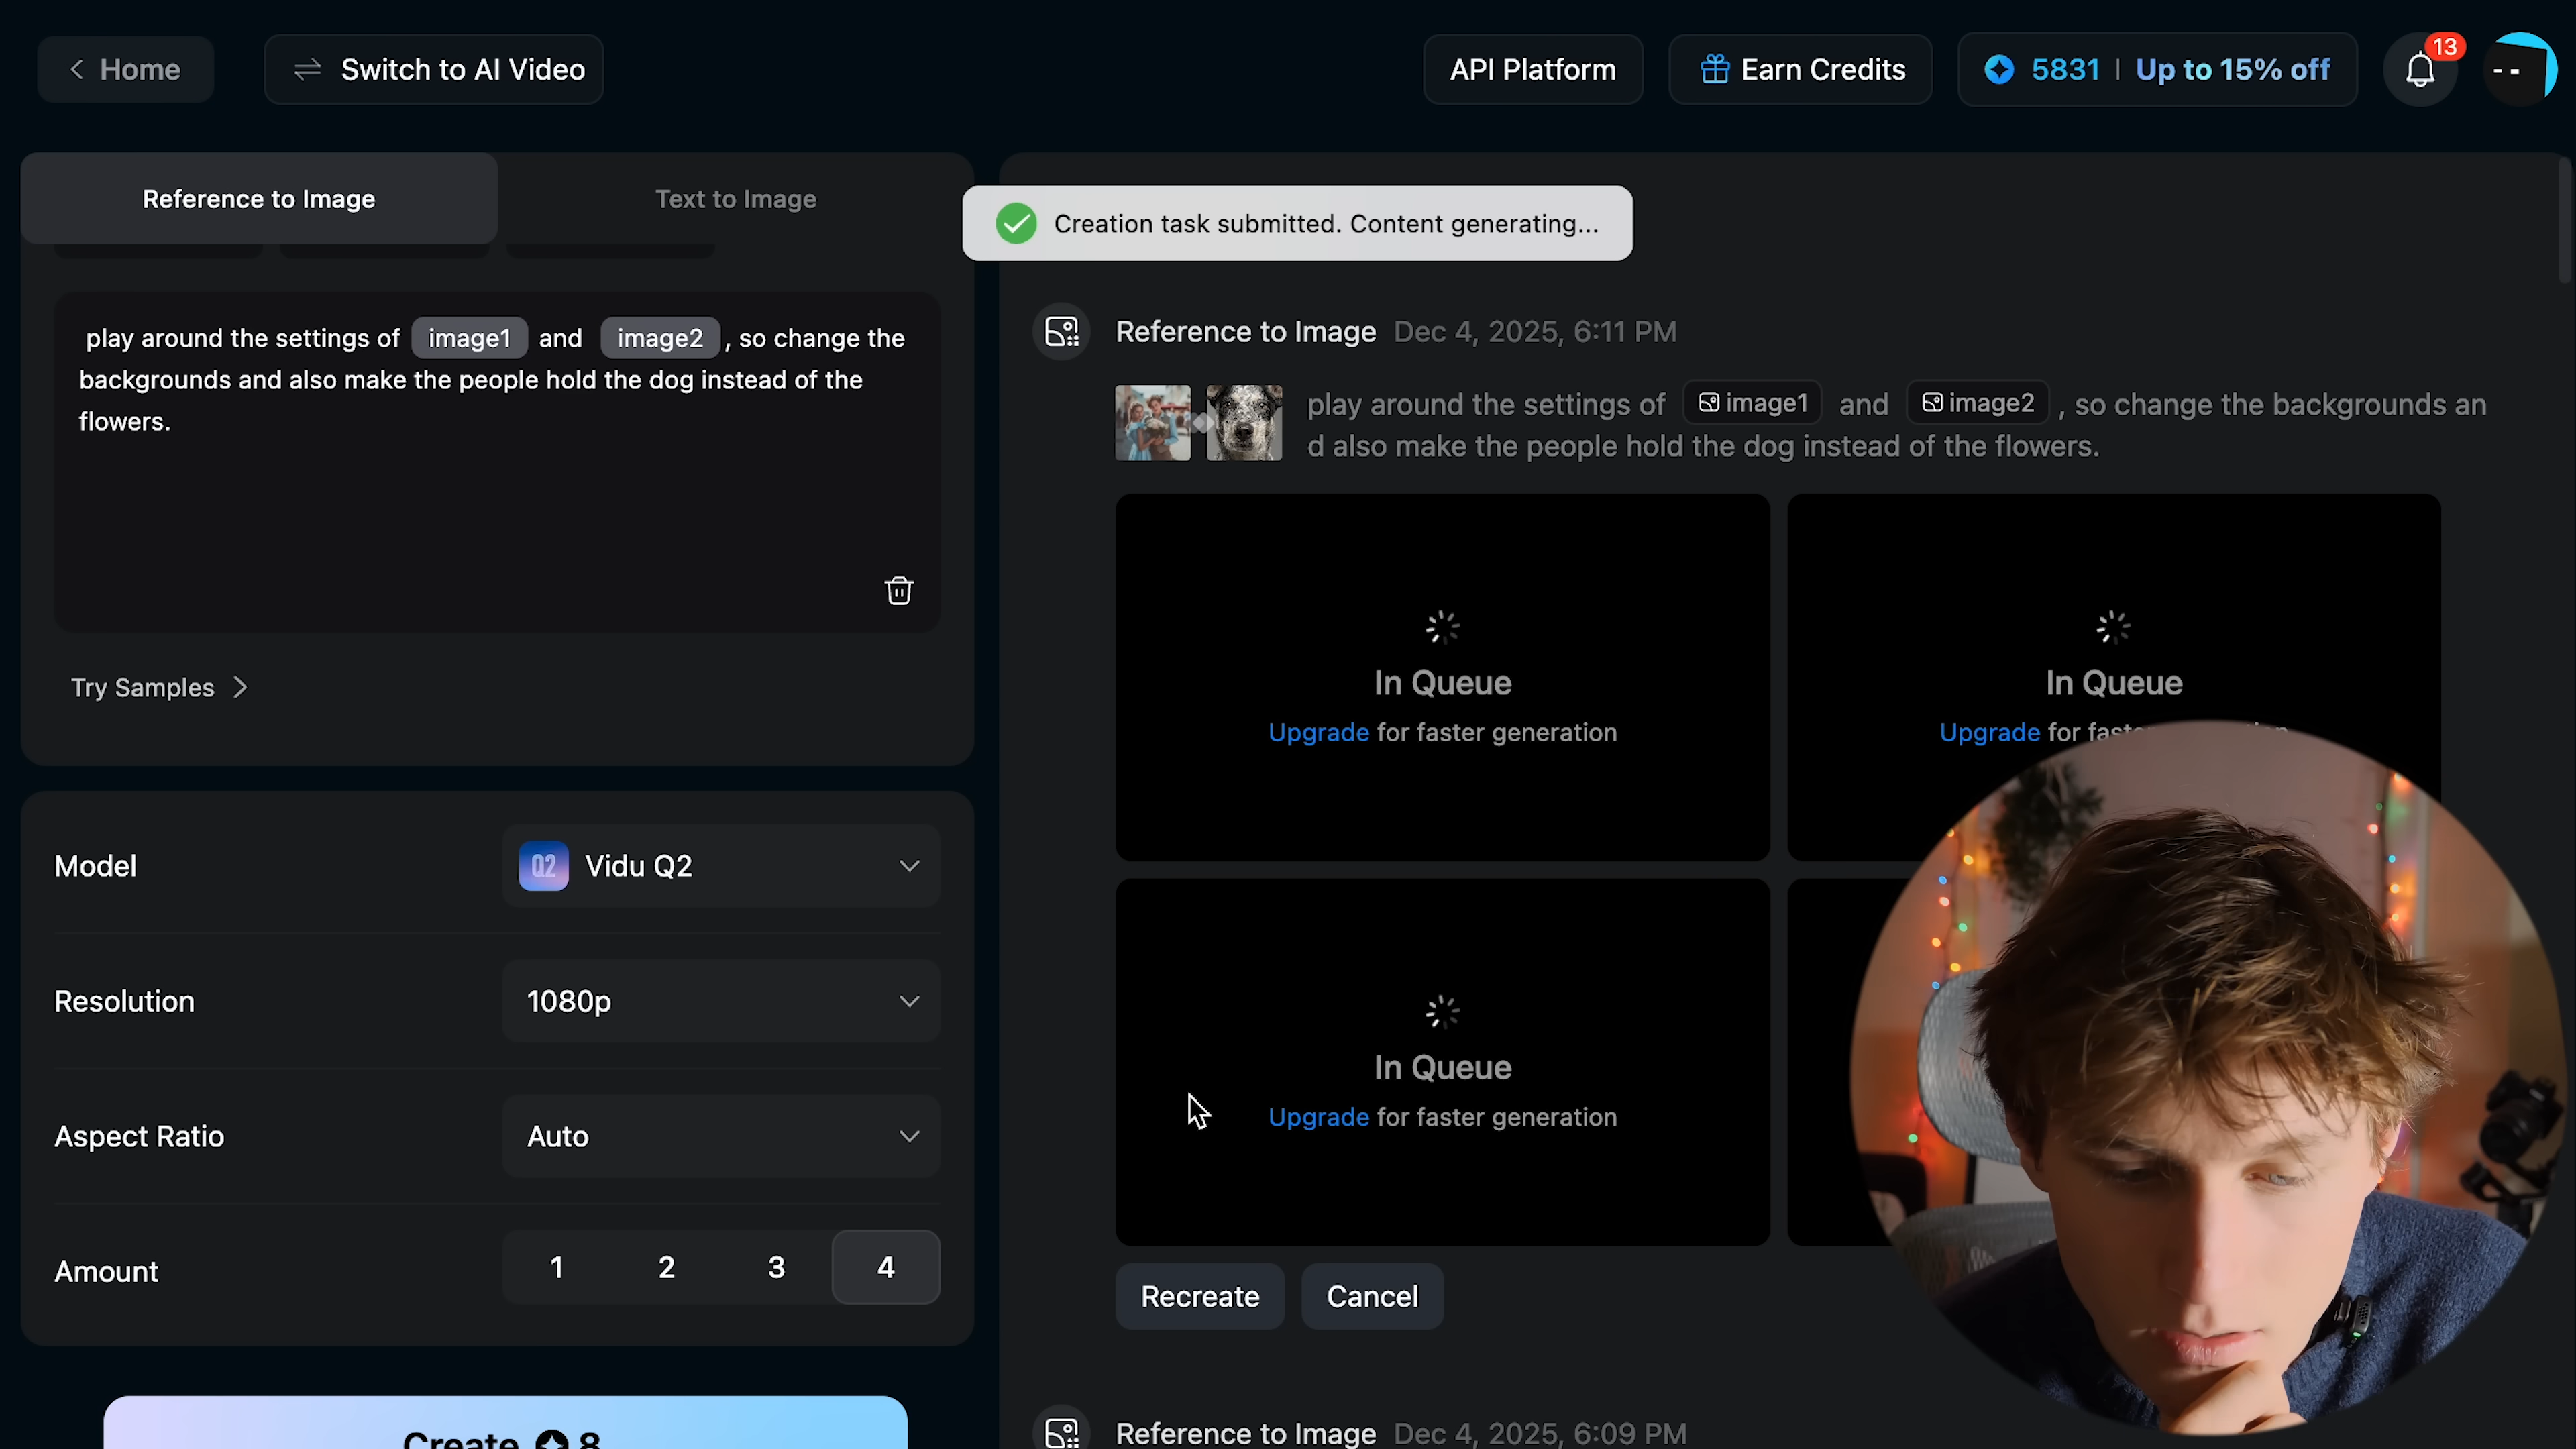 Home
Switch to AI Video
API Platform
Earn Credits
5831 | Up to 15% off
13
Reference to Image
Text to Image
Creation task submitted. Content generating...
play around the settings of image1 and image2 , so change the
backgrounds and also make the people hold the dog instead of the
flowers.
Try Samples
Model
Q2 Vidu Q2
Resolution
1080p
Aspect Ratio
Auto
Amount
1 2 3 4
Create 8
Reference to Image Dec 4, 2025, 6:11 PM
play around the settings of image1 and image2 , so change the backgrounds an
d also make the people hold the dog instead of the flowers.
In Queue
Upgrade for faster generation
In Queue
Upgrade for
In Queue
Upgrade for faster generation
Recreate
Cancel
Reference to Image Dec 4, 2025, 6:09 PM